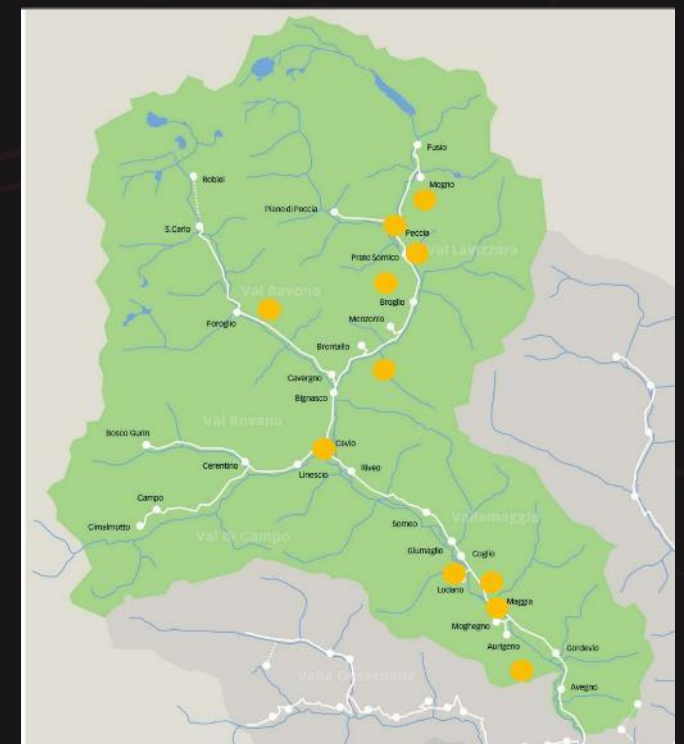 Fusio
Mogno
Robiei
Piano di Peccia
S.Carlo
Peccia
Val Lavizzara
Prato Sornico
Val Bavona
Broglio
Menzonio
Foroglio
Brontallo
Cavergno
Bignasco
Val Rovana
Bosco Gurin
Cevio
Cerentino
Linescio
Riveo
Campo
Someo
Vallemaggia
Cimalmotto
Val di Campo
Giumaglio
Coglio
Lodano
Maggia
Moghegno
Aurigeno
Gordevio
Valle Onsernone
Avegno